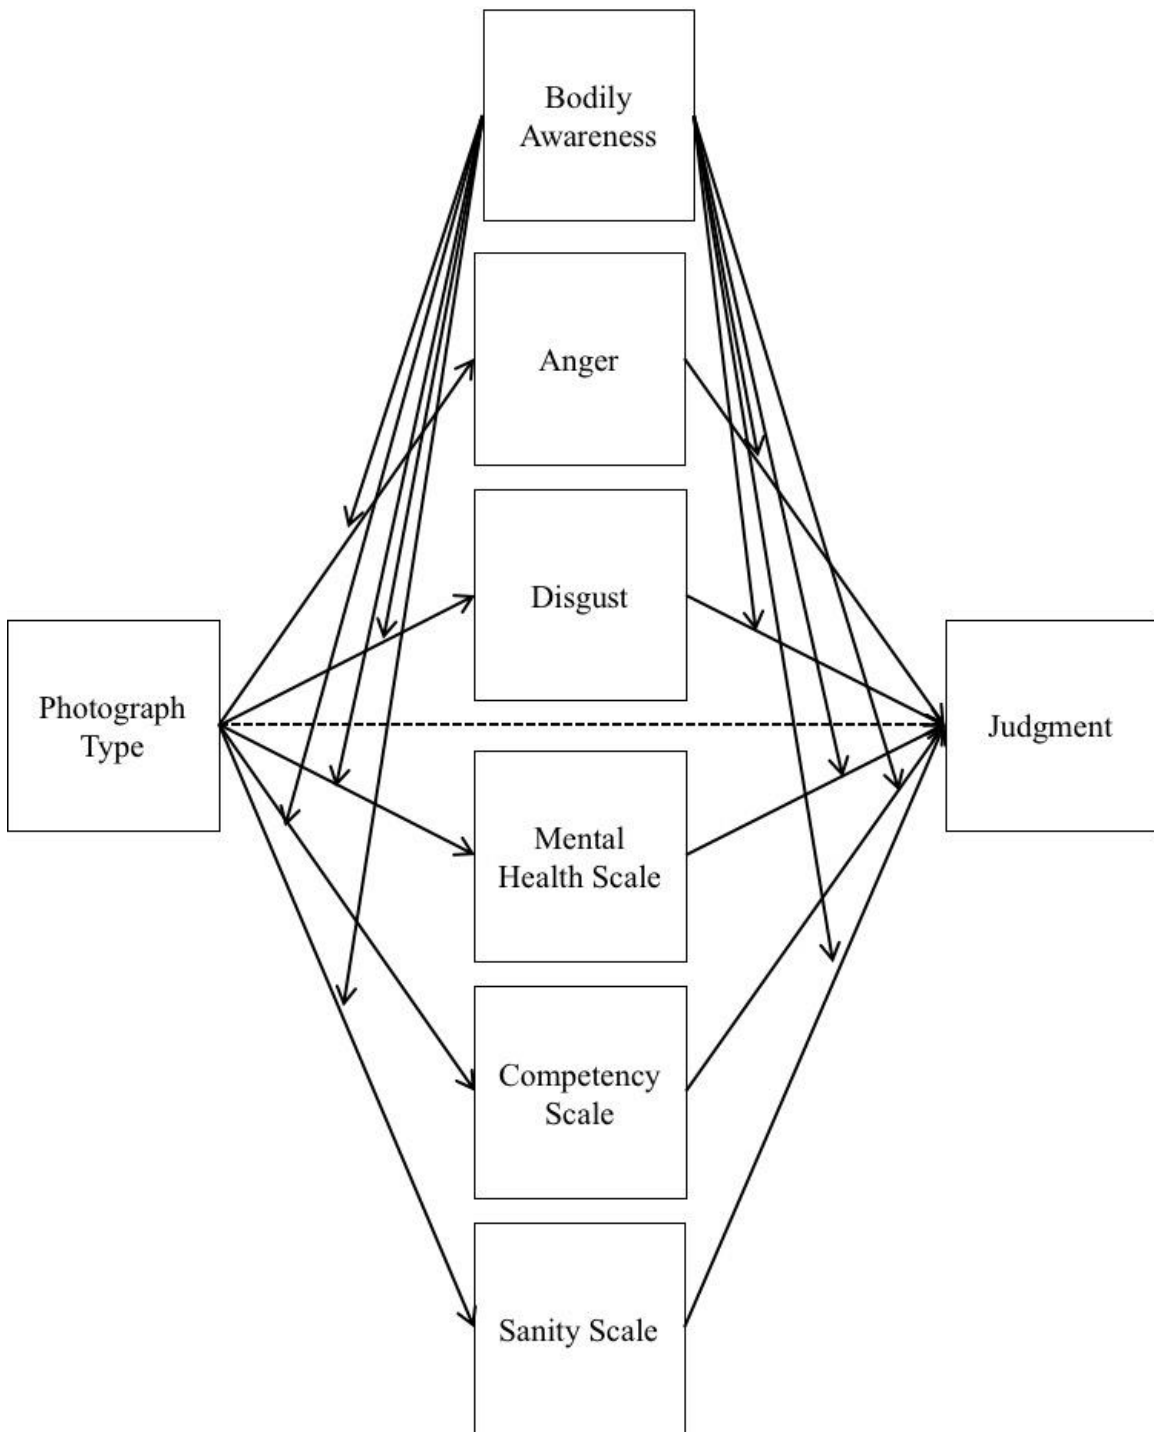 Bodily
Awareness
Anger
Disgust
Photograph
Type
Judgment
Mental
Health Scale
Competency
Scale
Sanity Scale